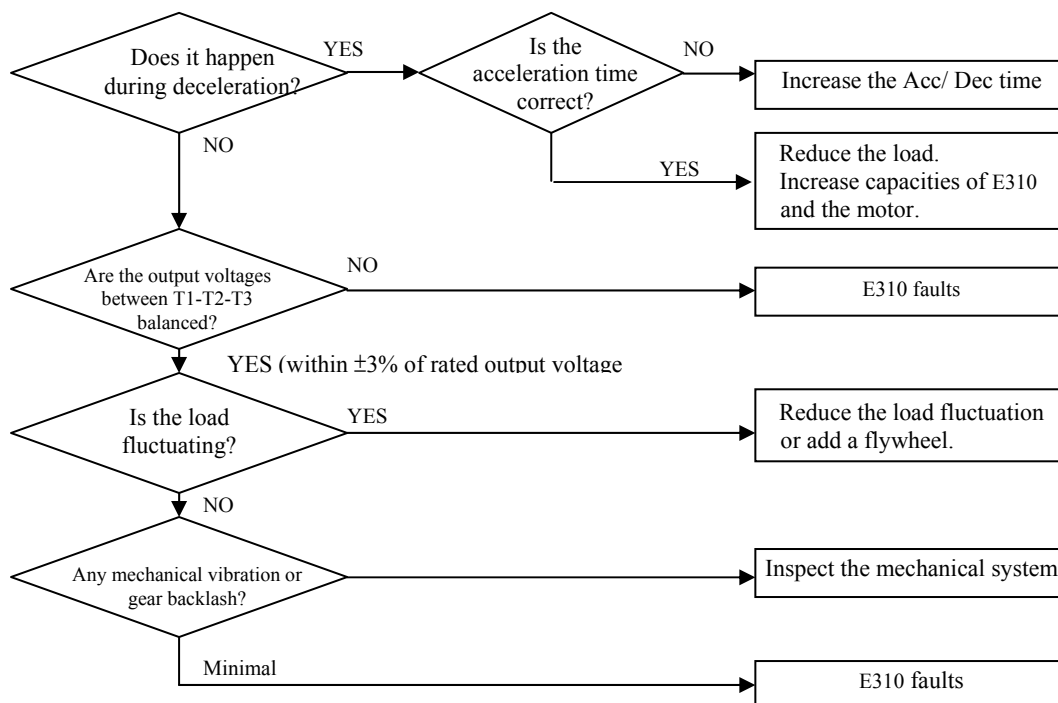 Does it happen
during deceleration?
YES
Is the
acceleration time
correct?
NO
Increase the Acc/ Dec time
NO
YES
Reduce the load.
Increase capacities of E310
and the motor.
Are the output voltages
between T1-T2-T3
balanced?
NO
E310 faults
YES (within ±3% of rated output voltage
Is the load
fluctuating?
YES
Reduce the load fluctuation
or add a flywheel.
NO
Any mechanical vibration or
gear backlash?
Inspect the mechanical system
Minimal
E310 faults